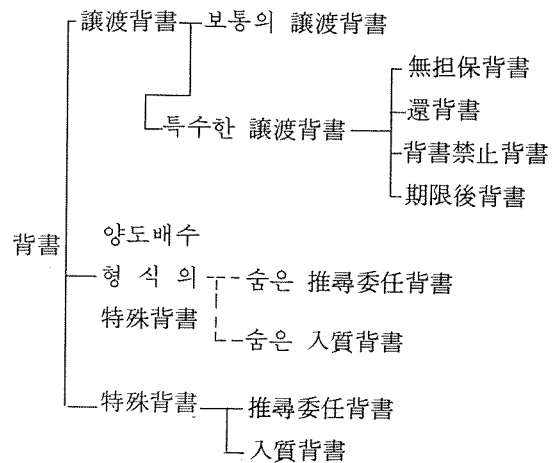 譲渡背書 보통의 譲渡背書
無担保背書
還背書
특수한 譲渡背書
背書禁止背書
期限後背書
양도배수
背書
형 식 의 숨은 推尋委任背書
特殊背書
숨은 入質背書
特殊背書 推尋委任背書
入質背書